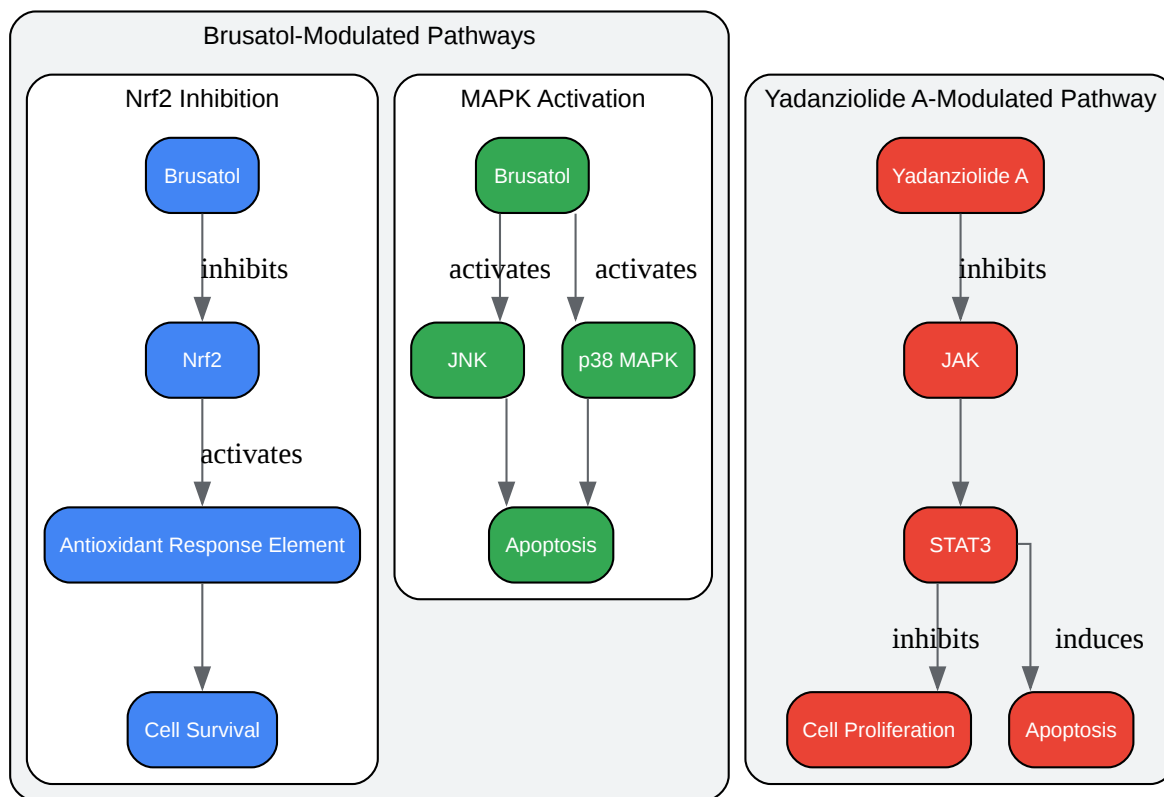 Brusatol-Modulated Pathways
Nrf2 Inhibition
Brusatol
inhibits
Nrf2
activates
Antioxidant Response Element
Cell Survival
MAPK Activation
Brusatol
activates
activates
JNK
p38 MAPK
Apoptosis
Yadanziolide A-Modulated Pathway
Yadanziolide A
inhibits
JAK
STAT3
inhibits
induces
Cell Proliferation
Apoptosis